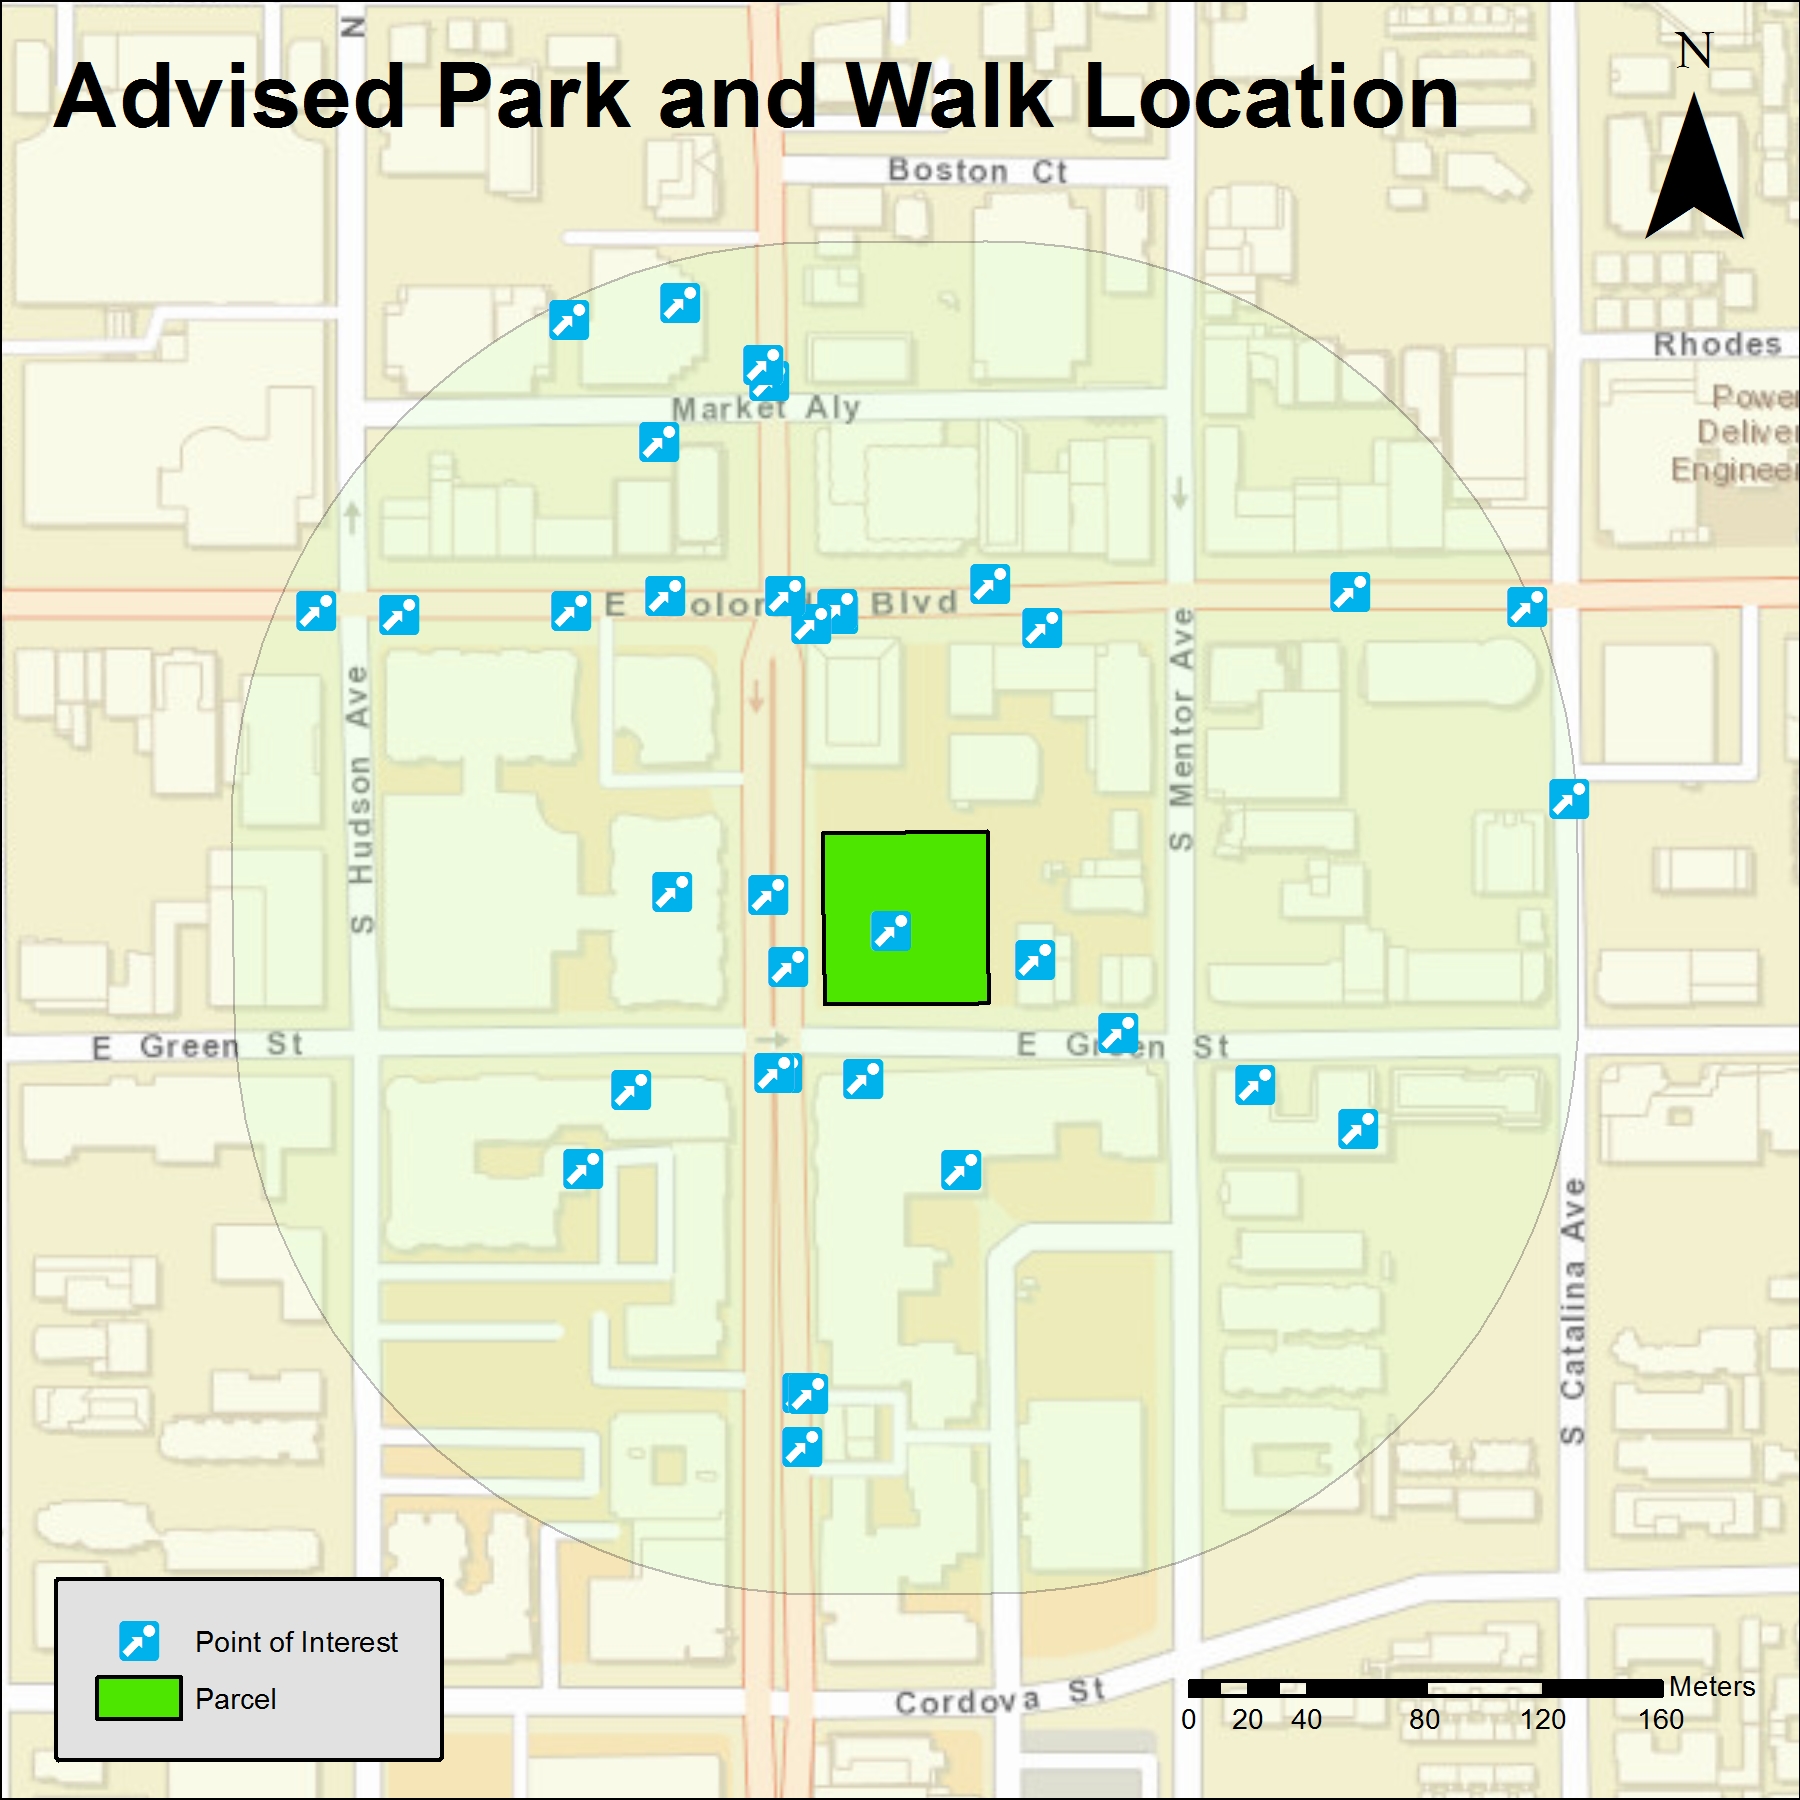 N
N
Advised Park and Walk Location
Boston Ct
Rhodes
Power
Deliver
Engineer
Market Aly
E olor Blvd
S Hudson Ave
S Mentor Ave
E Green St
E Green St
S Catalina Ave
Cordova St
Point of Interest
Parcel
Meters
0 20 40 80 120 160